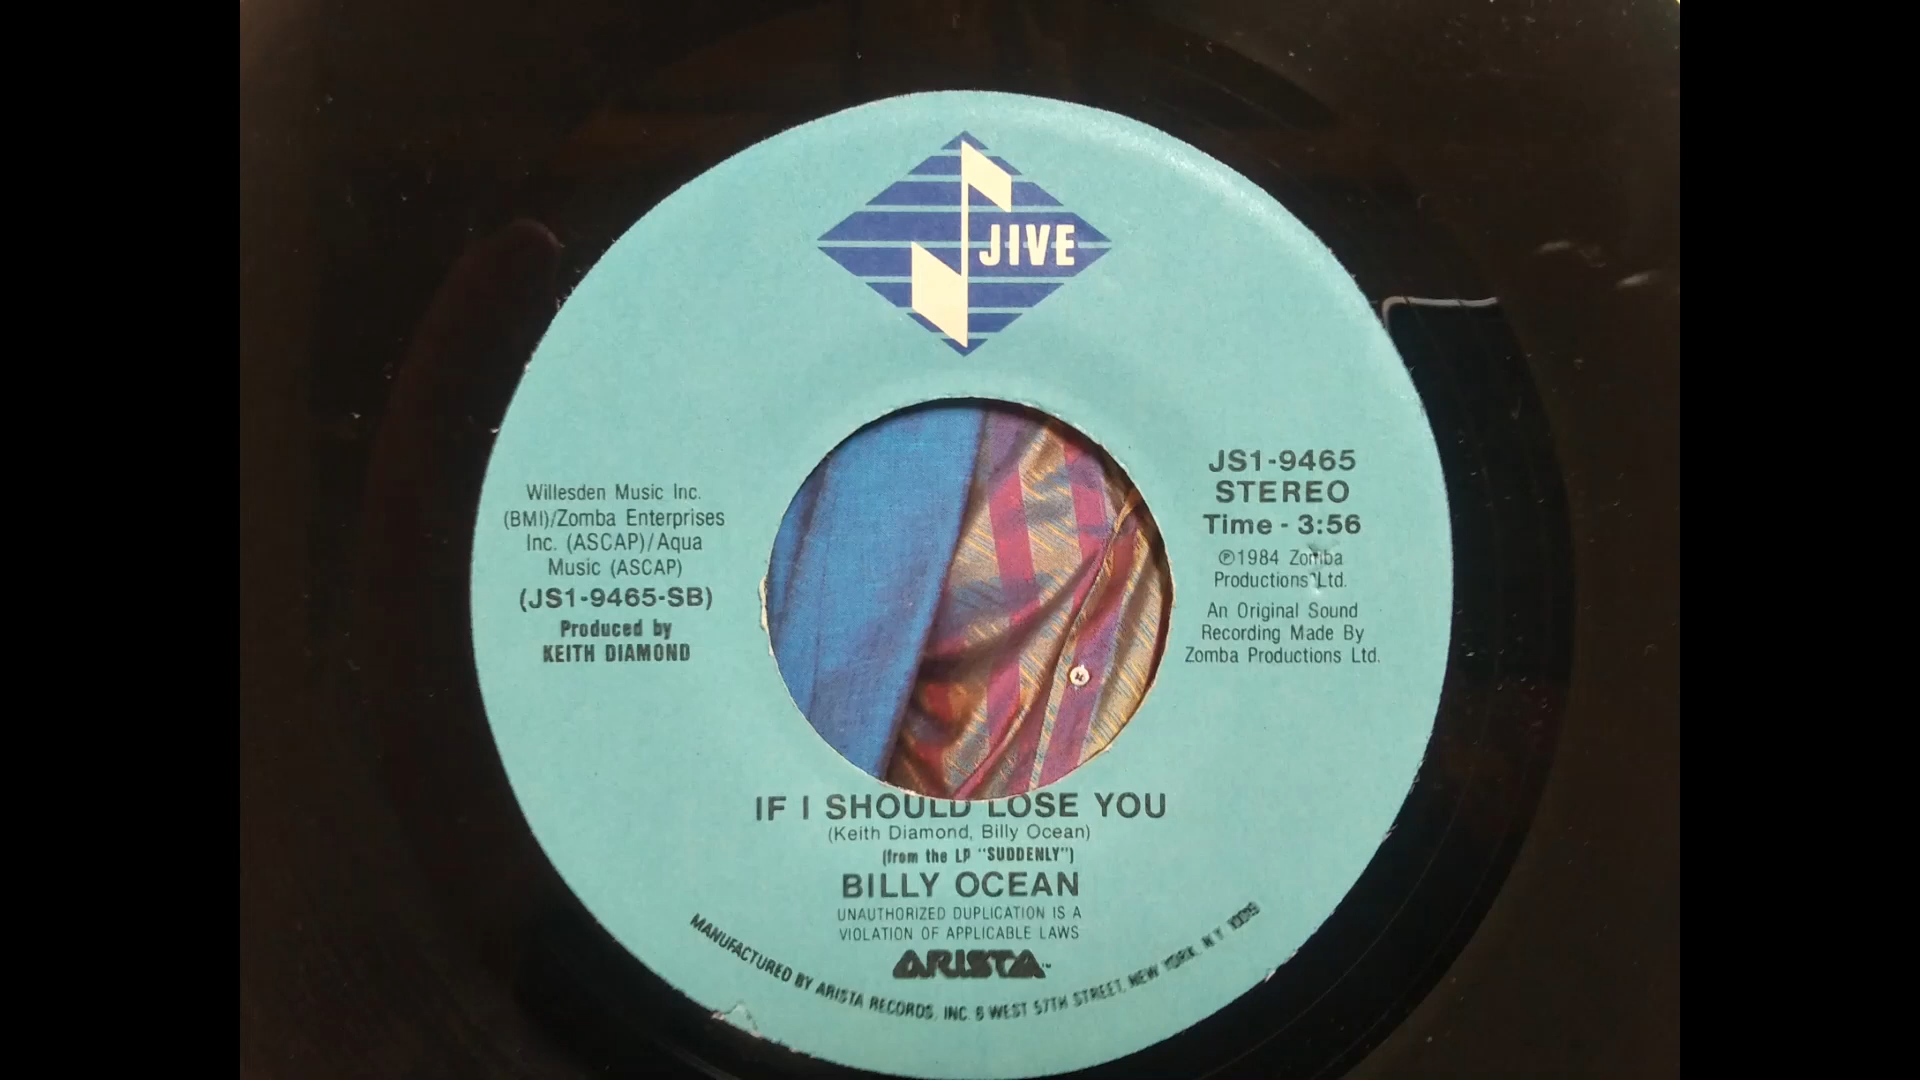 JIVE
Willesden Music Inc.
(BMI)/Zomba Enterprises
Inc. (ASCAP)/Aqua
Music (ASCAP)
(JS1-9465-SB)
Produced by
KEITH DIAMOND
JS1-9465
STEREO
Time - 3:56
℗1984 Zomba
Productions Ltd.
An Original Sound
Recording Made By
Zomba Productions Ltd.
IF I SHOULD LOSE YOU
(Keith Diamond, Billy Ocean)
(from the LP "SUDDENLY")
BILLY OCEAN
UNAUTHORIZED DUPLICATION IS A
VIOLATION OF APPLICABLE LAWS
ARISTA™
MANUFACTURED BY ARISTA RECORDS, INC. 6 WEST 57TH STREET, NEW YORK, N.Y. 10019